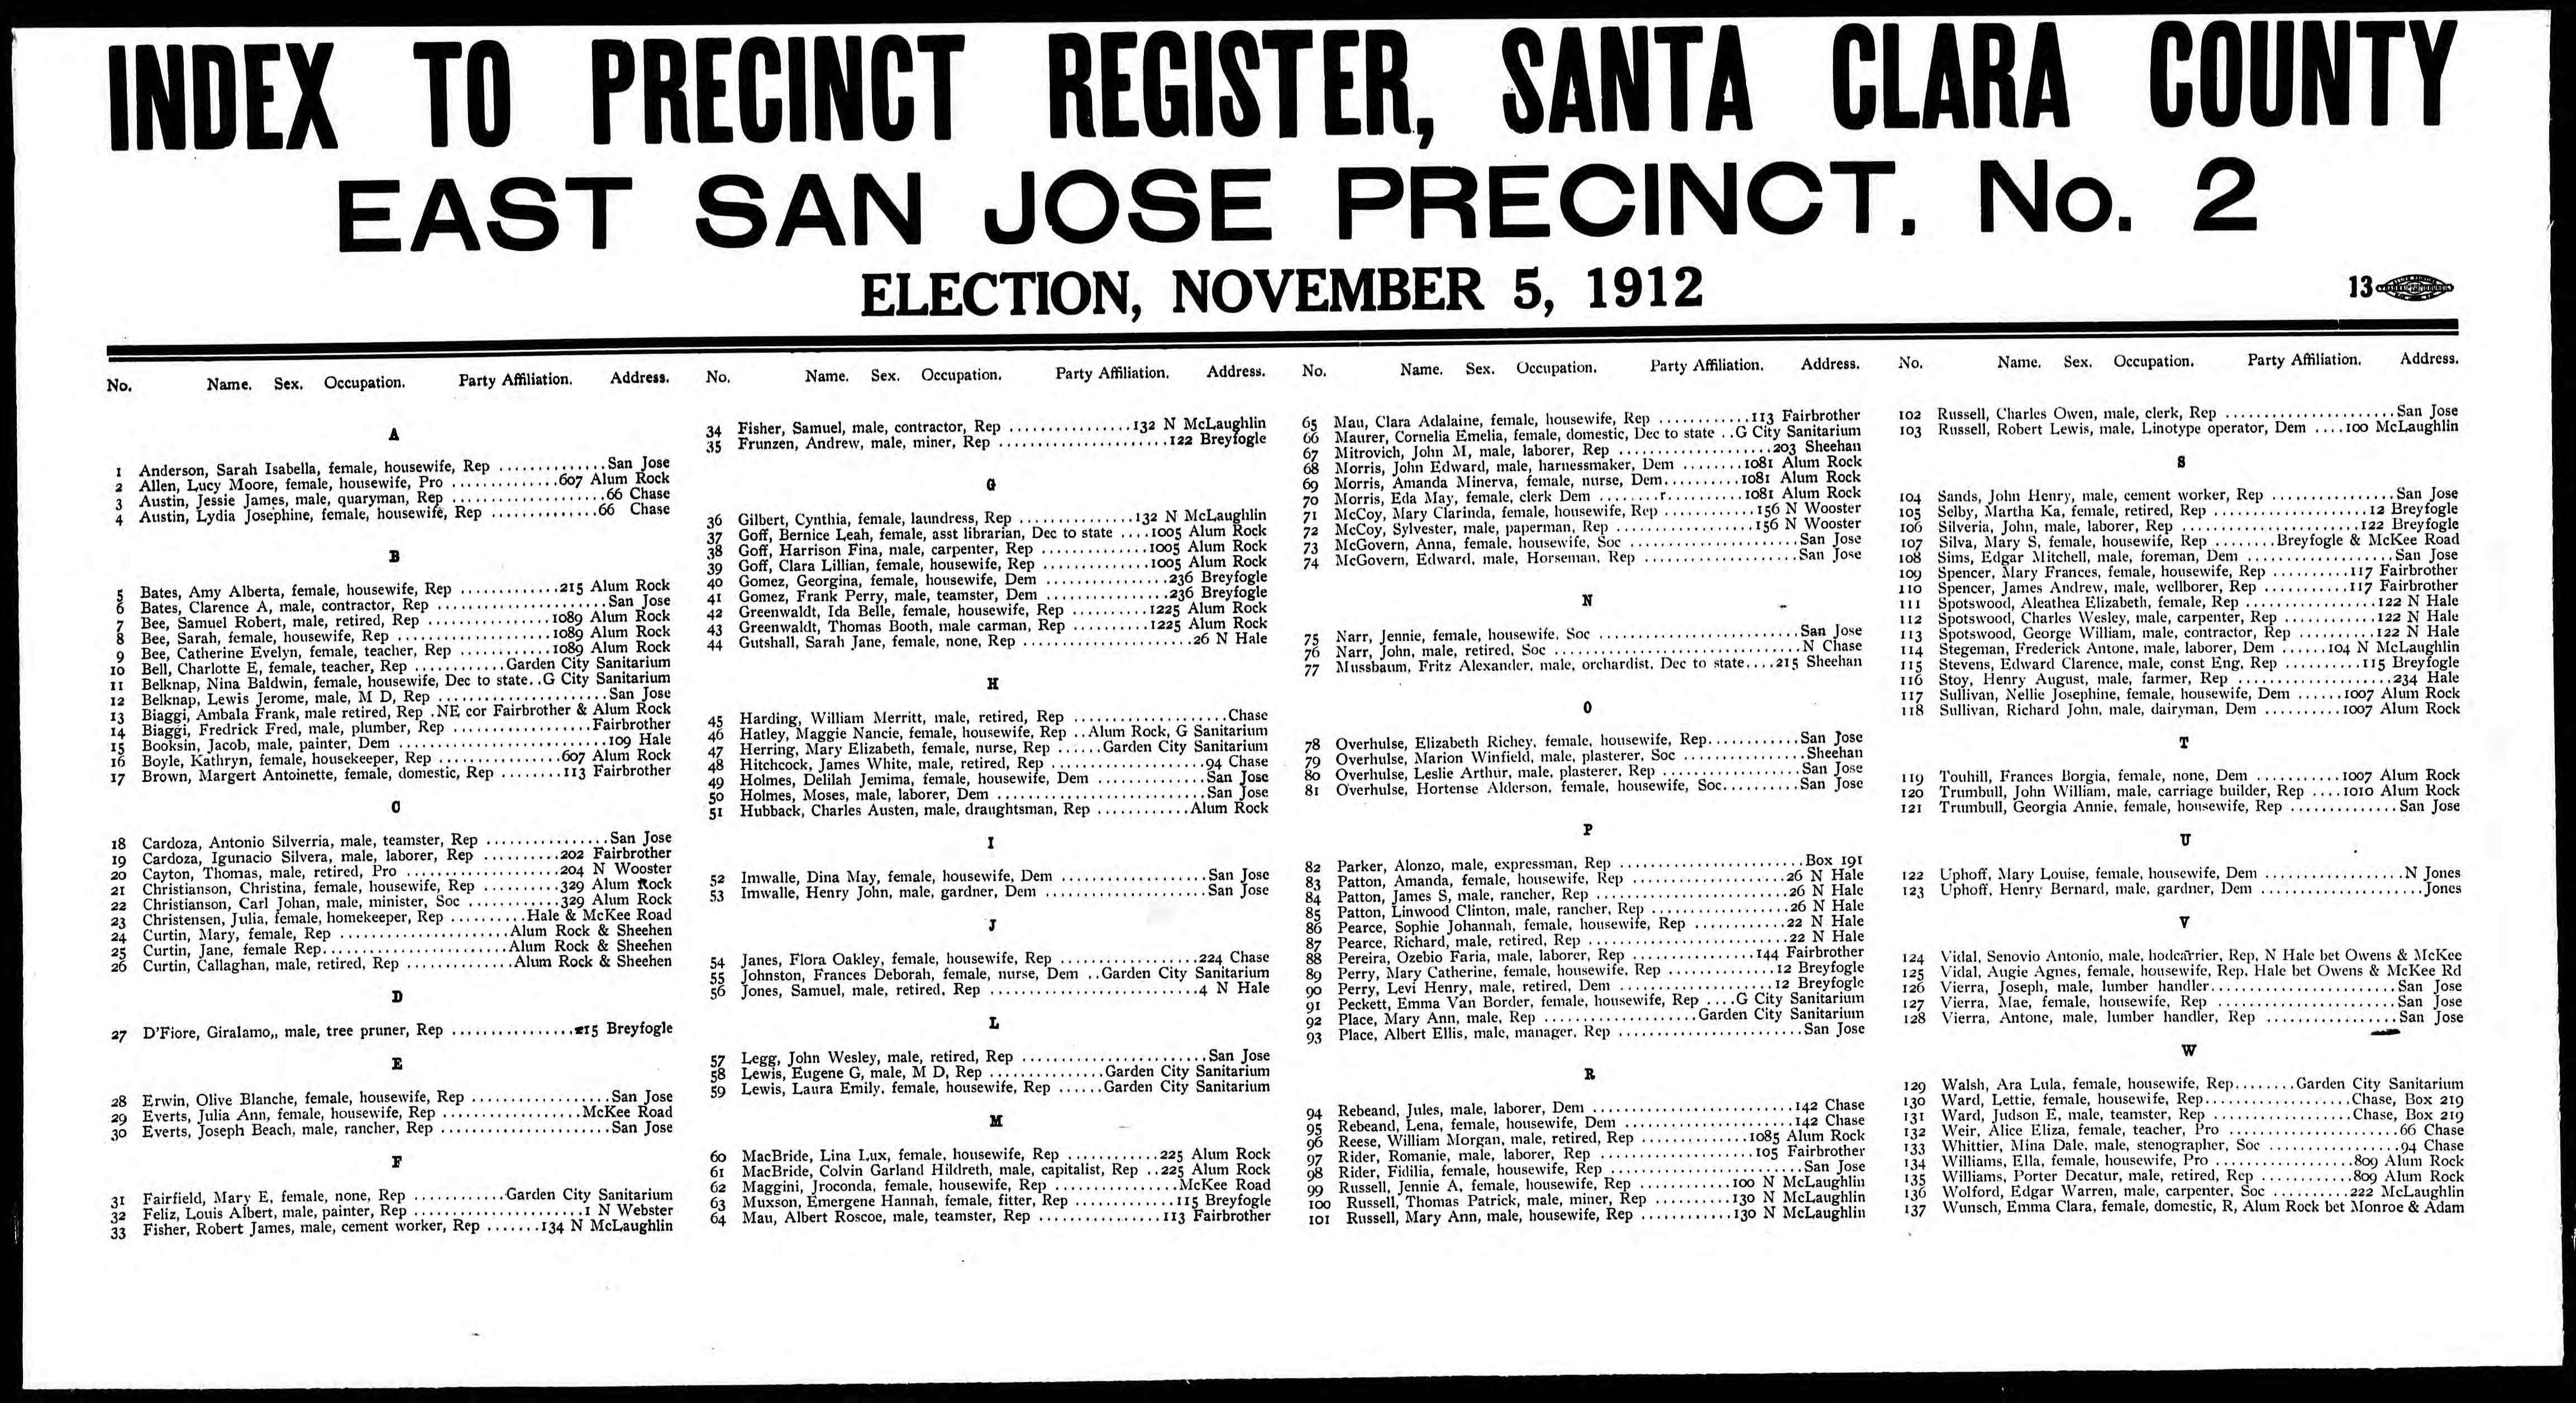 INDEX TO PRECINCT REGISTER, SANTA CLARA COUNTY
EAST SAN JOSE PRECINCT. No. 2
ELECTION, NOVEMBER 5, 1912
13
No. Name. Sex. Occupation. Party Affiliation. Address.
A
1 Anderson, Sarah Isabella, female, housewife, Rep ..............San Jose
2 Allen, Lucy Moore, female, housewife, Pro .............607 Alum Rock
3 Austin, Jessie James, male, quaryman, Rep ....................66 Chase
4 Austin, Lydia Josephine, female, housewife, Rep ..............66 Chase
B
5 Bates, Amy Alberta, female, housewife, Rep .............215 Alum Rock
6 Bates, Clarence A, male, contractor, Rep ......................San Jose
7 Bee, Samuel Robert, male, retired, Rep ................1089 Alum Rock
8 Bee, Sarah, female, housewife, Rep ....................1089 Alum Rock
9 Bee, Catherine Evelyn, female, teacher, Rep ............1089 Alum Rock
10 Bell, Charlotte E, female, teacher, Rep ............Garden City Sanitarium
11 Belknap, Nina Baldwin, female, housewife, Dec to state..G City Sanitarium
12 Belknap, Lewis Jerome, male, M D, Rep ......................San Jose
13 Biaggi, Ambala Frank, male retired, Rep .NE cor Fairbrother & Alum Rock
14 Biaggi, Fredrick Fred, male, plumber, Rep ..................Fairbrother
15 Booksin, Jacob, male, painter, Dem ...........................109 Hale
16 Boyle, Kathryn, female, housekeeper, Rep ................607 Alum Rock
17 Brown, Margert Antoinette, female, domestic, Rep ........113 Fairbrother
C
18 Cardoza, Antonio Silverria, male, teamster, Rep ................San Jose
19 Cardoza, Igunacio Silvera, male, laborer, Rep ..........202 Fairbrother
20 Cayton, Thomas, male, retired, Pro ....................204 N Wooster
21 Christianson, Christina, female, housewife, Rep ..........329 Alum Rock
22 Christianson, Carl Johan, male, minister, Soc ............329 Alum Rock
23 Christensen, Julia, female, homekeeper, Rep ..........Hale & McKee Road
24 Curtin, Mary, female, Rep ......................Alum Rock & Sheehen
25 Curtin, Jane, female Rep........................Alum Rock & Sheehen
26 Curtin, Callaghan, male, retired, Rep ..............Alum Rock & Sheehen
D
27 D'Fiore, Giralamo,, male, tree pruner, Rep ................215 Breyfogle
E
28 Erwin, Olive Blanche, female, housewife, Rep ..................San Jose
29 Everts, Julia Ann, female, housewife, Rep ..................McKee Road
30 Everts, Joseph Beach, male, rancher, Rep ......................San Jose
F
31 Fairfield, Mary E, female, none, Rep ............Garden City Sanitarium
32 Feliz, Louis Albert, male, painter, Rep ......................1 N Webster
33 Fisher, Robert James, male, cement worker, Rep .......134 N McLaughlin
No. Name. Sex. Occupation. Party Affiliation. Address.
34 Fisher, Samuel, male, contractor, Rep ................132 N McLaughlin
35 Frunzen, Andrew, male, miner, Rep ......................122 Breyfogle
G
36 Gilbert, Cynthia, female, laundress, Rep ...............132 N McLaughlin
37 Goff, Bernice Leah, female, asst librarian, Dec to state ....1005 Alum Rock
38 Goff, Harrison Fina, male, carpenter, Rep ..............1005 Alum Rock
39 Goff, Clara Lillian, female, housewife, Rep ..............1005 Alum Rock
40 Gomez, Georgina, female, housewife, Dem ................236 Breyfogle
41 Gomez, Frank Perry, male, teamster, Dem ................236 Breyfogle
42 Greenwaldt, Ida Belle, female, housewife, Rep ..........1225 Alum Rock
43 Greenwaldt, Thomas Booth, male carman, Rep ..........1225 Alum Rock
44 Gutshall, Sarah Jane, female, none, Rep ......................26 N Hale
H
45 Harding, William Merritt, male, retired, Rep ....................Chase
46 Hatley, Maggie Nancie, female, housewife, Rep ..Alum Rock, G Sanitarium
47 Herring, Mary Elizabeth, female, nurse, Rep ......Garden City Sanitarium
48 Hitchcock, James White, male, retired, Rep ....................94 Chase
49 Holmes, Delilah Jemima, female, housewife, Dem ..............San Jose
50 Holmes, Moses, male, laborer, Dem ...........................San Jose
51 Hubback, Charles Austen, male, draughtsman, Rep ............Alum Rock
I
52 Imwalle, Dina May, female, housewife, Dem ...................San Jose
53 Imwalle, Henry John, male, gardner, Dem ......................San Jose
J
54 Janes, Flora Oakley, female, housewife, Rep ..................224 Chase
55 Johnston, Frances Deborah, female, nurse, Dem ..Garden City Sanitarium
56 Jones, Samuel, male, retired, Rep ...........................4 N Hale
L
57 Legg, John Wesley, male, retired, Rep ........................San Jose
58 Lewis, Eugene G, male, M D, Rep ...............Garden City Sanitarium
59 Lewis, Laura Emily, female, housewife, Rep ......Garden City Sanitarium
M
60 MacBride, Lina Lux, female, housewife, Rep ............225 Alum Rock
61 MacBride, Colvin Garland Hildreth, male, capitalist, Rep ..225 Alum Rock
62 Maggini, Jroconda, female, housewife, Rep ................McKee Road
63 Muxson, Emergene Hannah, female, fitter, Rep .............115 Breyfogle
64 Mau, Albert Roscoe, male, teamster, Rep ................113 Fairbrother
No. Name. Sex. Occupation. Party Affiliation. Address.
65 Mau, Clara Adalaine, female, housewife, Rep ............113 Fairbrother
66 Maurer, Cornelia Emelia, female, domestic, Dec to state ..G City Sanitarium
67 Mitrovich, John M, male, laborer, Rep ....................203 Sheehan
68 Morris, John Edward, male, harnessmaker, Dem ........1081 Alum Rock
69 Morris, Amanda Minerva, female, nurse, Dem..........1081 Alum Rock
70 Morris, Eda May, female, clerk Dem ........r..........1081 Alum Rock
71 McCoy, Mary Clarinda, female, housewife, Rep ............156 N Wooster
72 McCoy, Sylvester, male, paperman, Rep ..................156 N Wooster
73 McGovern, Anna, female, housewife, Soc ......................San Jose
74 McGovern, Edward, male, Horseman, Rep ....................San Jose
N
75 Narr, Jennie, female, housewife, Soc ..........................San Jose
76 Narr, John, male, retired, Soc ................................N Chase
77 Mussbaum, Fritz Alexander, male, orchardist, Dec to state....215 Sheehan
O
78 Overhulse, Elizabeth Richey, female, housewife, Rep............San Jose
79 Overhulse, Marion Winfield, male, plasterer, Soc ................Sheehan
80 Overhulse, Leslie Arthur, male, plasterer, Rep ..................San Jose
81 Overhulse, Hortense Alderson, female, housewife, Soc..........San Jose
P
82 Parker, Alonzo, male, expressman, Rep ........................Box 191
83 Patton, Amanda, female, housewife, Rep ....................26 N Hale
84 Patton, James S, male, rancher, Rep .........................26 N Hale
85 Patton, Linwood Clinton, male, rancher, Rep ..................26 N Hale
86 Pearce, Sophie Johannah, female, housewife, Rep ............22 N Hale
87 Pearce, Richard, male, retired, Rep ..........................22 N Hale
88 Pereira, Ozebio Faria, male, laborer, Rep ................144 Fairbrother
89 Perry, Mary Catherine, female, housewife, Rep ..............12 Breyfogle
90 Perry, Levi Henry, male, retired, Dem ......................12 Breyfogle
91 Peckett, Emma Van Border, female, housewife, Rep ....G City Sanitarium
92 Place, Mary Ann, male, Rep ....................Garden City Sanitarium
93 Place, Albert Ellis, male, manager, Rep ........................San Jose
R
94 Rebeand, Jules, male, laborer, Dem ..........................142 Chase
95 Rebeand, Lena, female, housewife, Dem ......................142 Chase
96 Reese, William Morgan, male, retired, Rep ..............1085 Alum Rock
97 Rider, Romanie, male, laborer, Rep ......................105 Fairbrother
98 Rider, Fidilia, female, housewife, Rep .........................San Jose
99 Russell, Jennie A, female, housewife, Rep ............100 N McLaughlin
100 Russell, Thomas Patrick, male, miner, Rep ..........130 N McLaughlin
101 Russell, Mary Ann, male, housewife, Rep ............130 N McLaughlin
No. Name. Sex. Occupation. Party Affiliation. Address.
102 Russell, Charles Owen, male, clerk, Rep ......................San Jose
103 Russell, Robert Lewis, male, Linotype operator, Dem ....100 McLaughlin
S
104 Sands, John Henry, male, cement worker, Rep ................San Jose
105 Selby, Martha Ka, female, retired, Rep ....................12 Breyfogle
106 Silveria, John, male, laborer, Rep ........................122 Breyfogle
107 Silva, Mary S, female, housewife, Rep ........Breyfogle & McKee Road
108 Sims, Edgar Mitchell, male, foreman, Dem ...................San Jose
109 Spencer, Mary Frances, female, housewife, Rep ..........117 Fairbrother
110 Spencer, James Andrew, male, wellborer, Rep ...........117 Fairbrother
111 Spotswood, Aleathea Elizabeth, female, Rep .................122 N Hale
112 Spotswood, Charles Wesley, male, carpenter, Rep ............122 N Hale
113 Spotswood, George William, male, contractor, Rep ..........122 N Hale
114 Stegeman, Frederick Antone, male, laborer, Dem ......104 N McLaughlin
115 Stevens, Edward Clarence, male, const Eng, Rep ...........115 Breyfogle
116 Stoy, Henry August, male, farmer, Rep ....................234 Hale
117 Sullivan, Nellie Josephine, female, housewife, Dem ......1007 Alum Rock
118 Sullivan, Richard John, male, dairyman, Dem ..........1007 Alum Rock
T
119 Touhill, Frances Borgia, female, none, Dem ...........1007 Alum Rock
120 Trumbull, John William, male, carriage builder, Rep ....1010 Alum Rock
121 Trumbull, Georgia Annie, female, housewife, Rep ..............San Jose
U
122 Uphoff, Mary Louise, female, housewife, Dem ..................N Jones
123 Uphoff, Henry Bernard, male, gardner, Dem .....................Jones
V
124 Vidal, Senovio Antonio, male, hodcarrier, Rep, N Hale bet Owens & McKee
125 Vidal, Augie Agnes, female, housewife, Rep, Hale bet Owens & McKee Rd
126 Vierra, Joseph, male, lumber handler..........................San Jose
127 Vierra, Mae, female, housewife, Rep .........................San Jose
128 Vierra, Antone, male, lumber handler, Rep ...................San Jose
W
129 Walsh, Ara Lula, female, housewife, Rep........Garden City Sanitarium
130 Ward, Lettie, female, housewife, Rep...................Chase, Box 219
131 Ward, Judson E, male, teamster, Rep ..................Chase, Box 219
132 Weir, Alice Eliza, female, teacher, Pro ......................66 Chase
133 Whittier, Mina Dale, male, stenographer, Soc ..................94 Chase
134 Williams, Ella, female, housewife, Pro ..................809 Alum Rock
135 Williams, Porter Decatur, male, retired, Rep ..............809 Alum Rock
136 Wolford, Edgar Warren, male, carpenter, Soc ..........222 McLaughlin
137 Wunsch, Emma Clara, female, domestic, R, Alum Rock bet Monroe & Adam